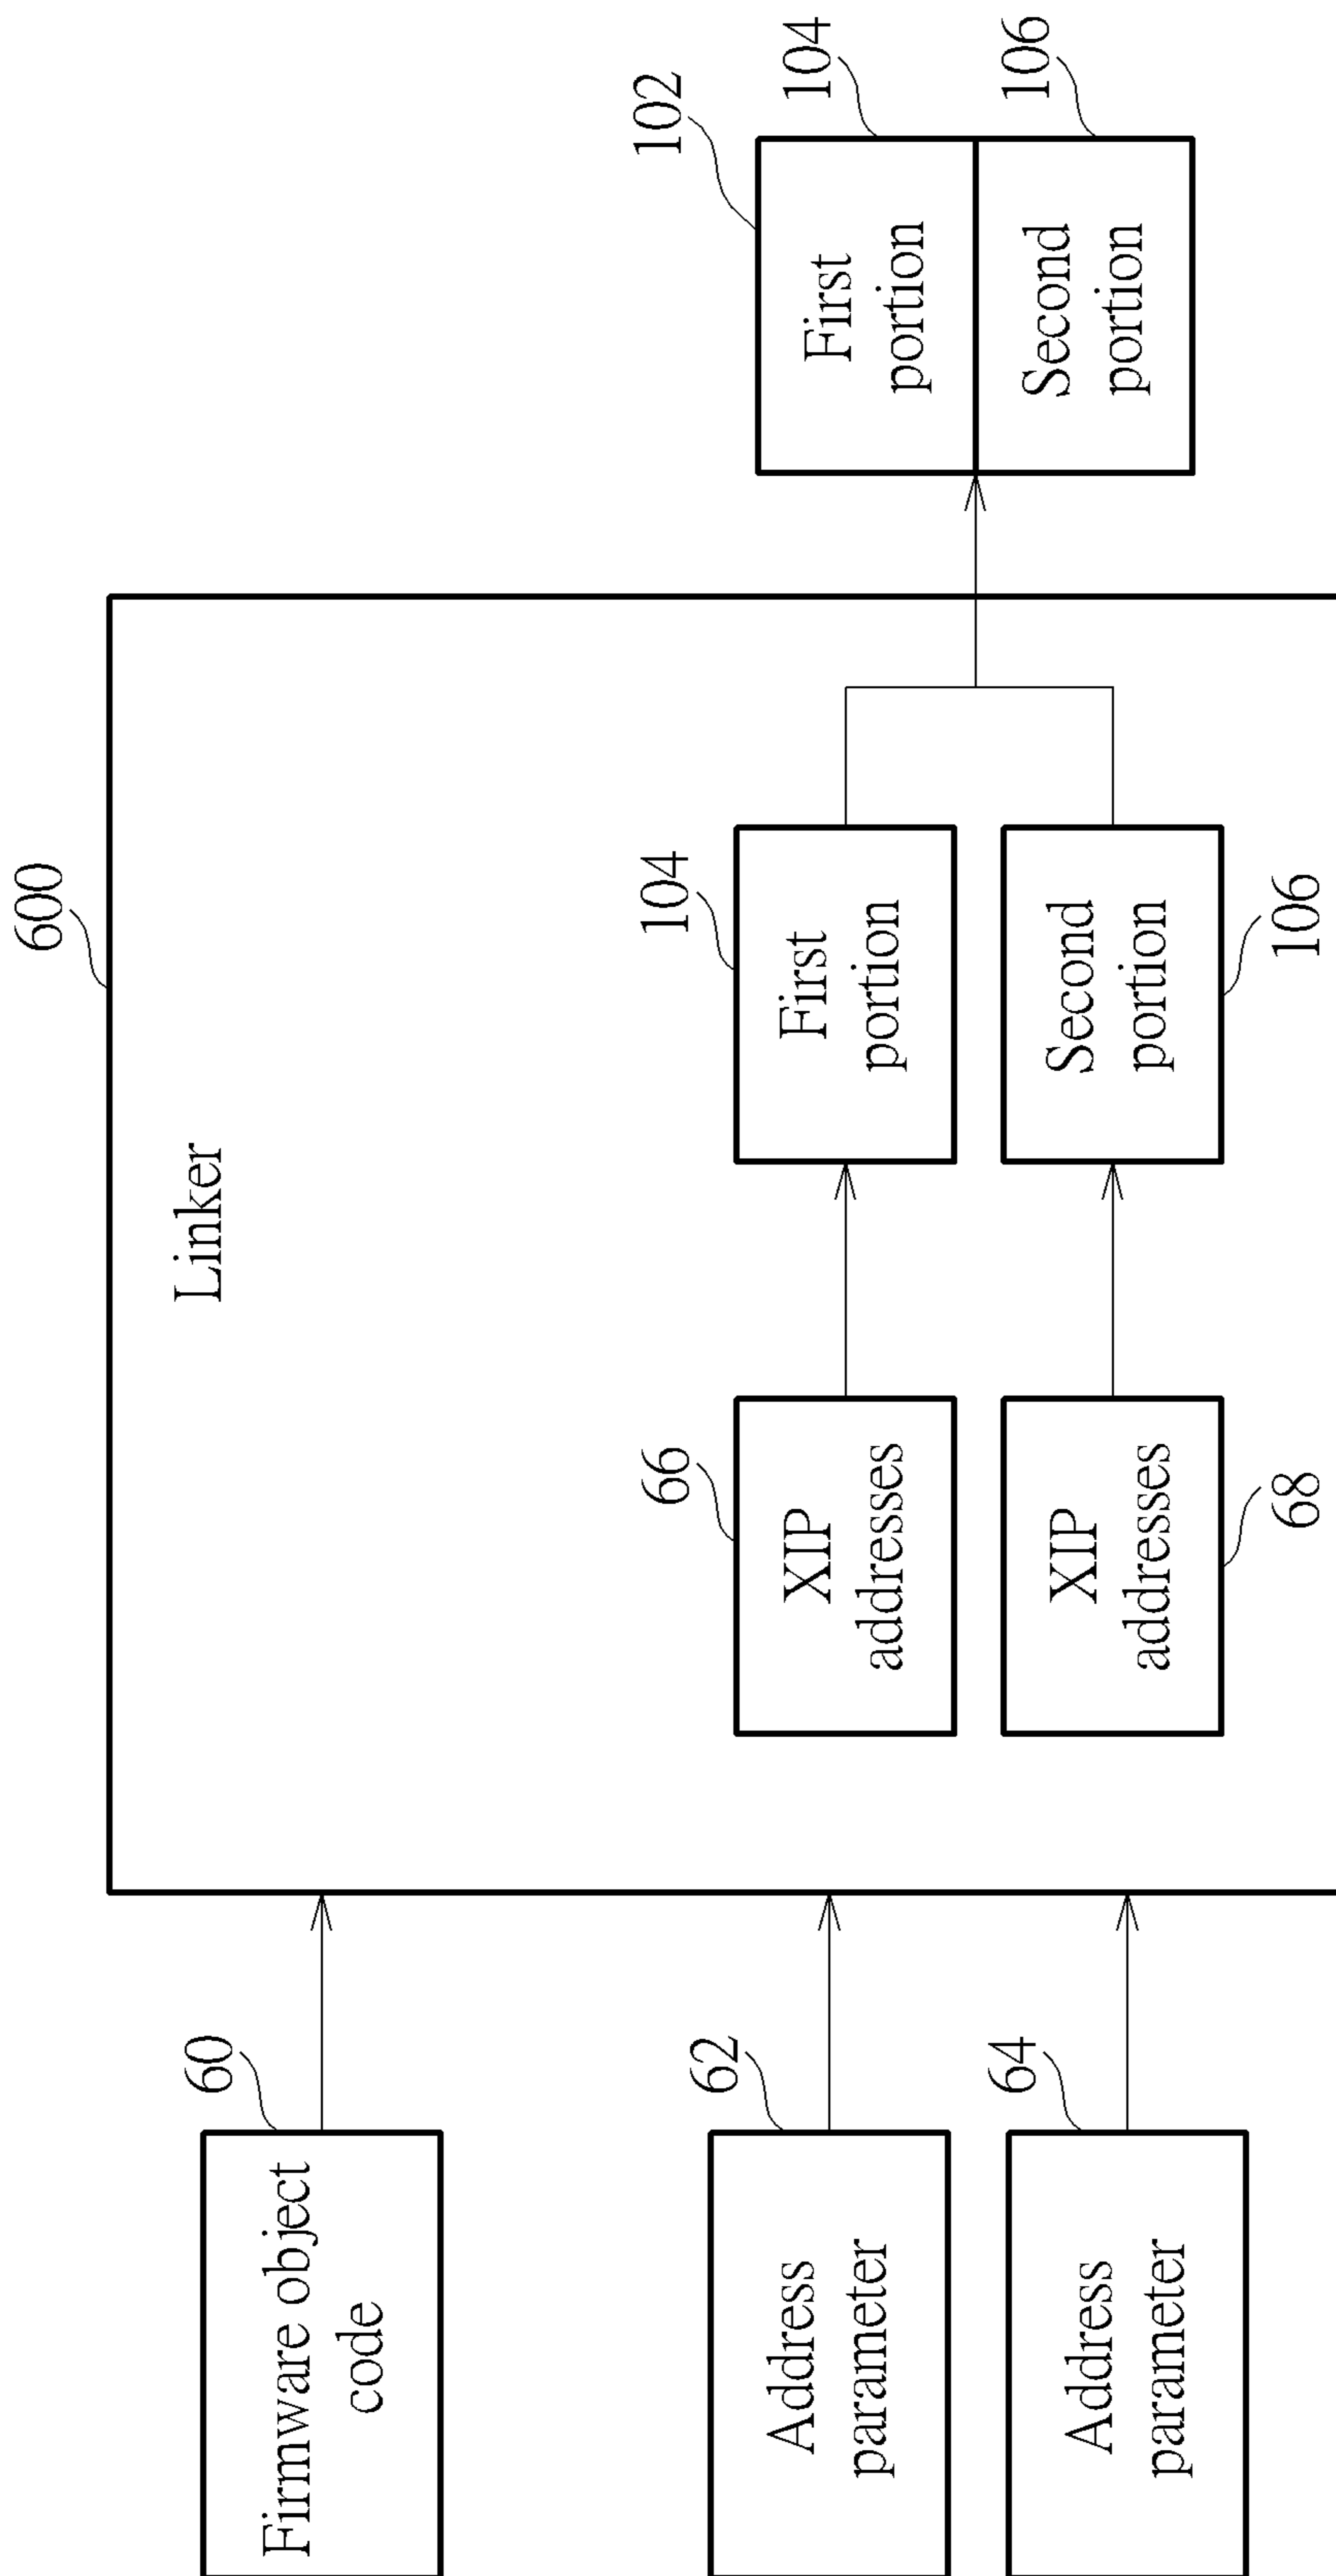 600
Linker
60
Firmware object
code
62
Address
parameter
64
Address
parameter
66
XIP
addresses
68
XIP
addresses
104
First
portion
106
Second
portion
102
104
First
portion
106
Second
portion